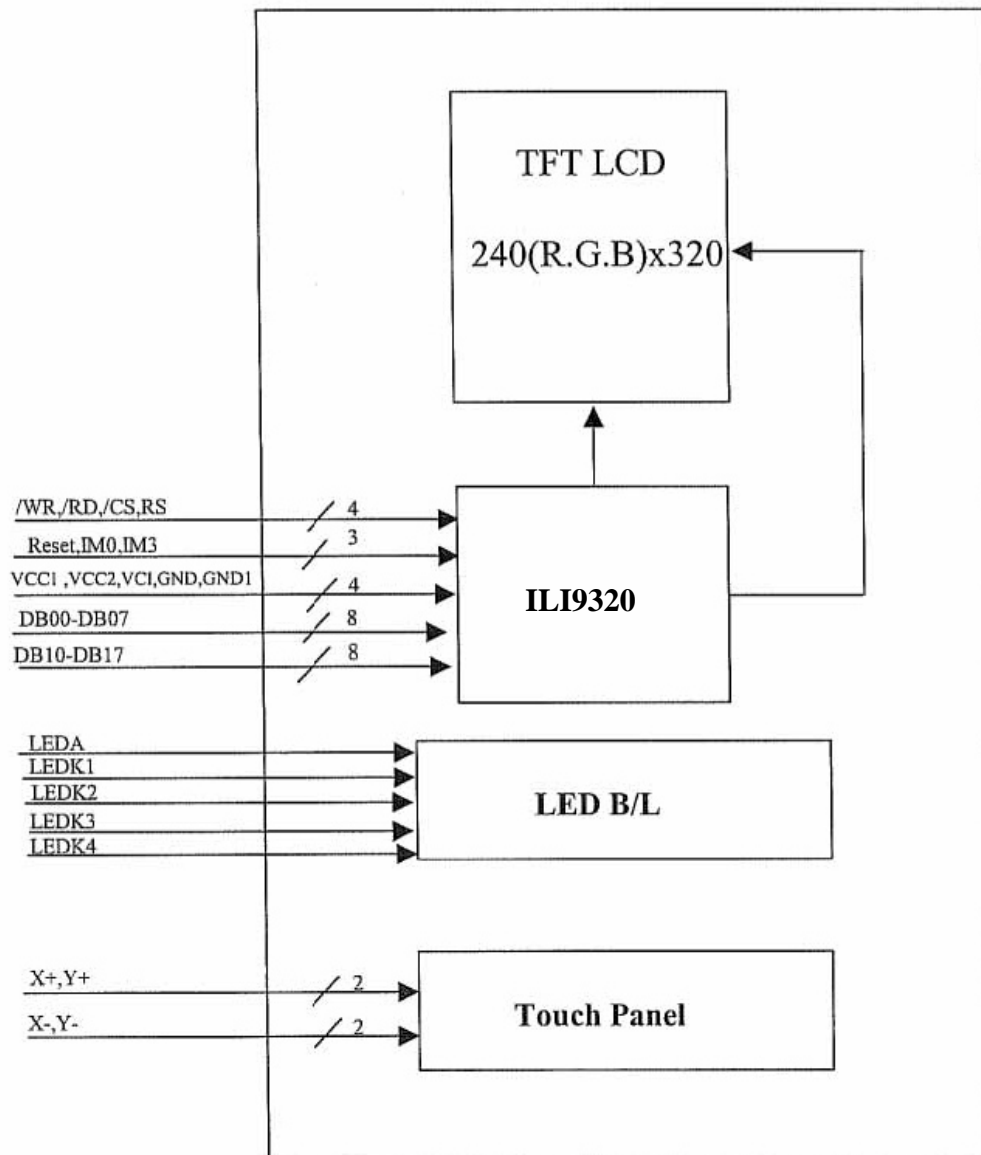 TFT LCD
240(R.G.B)x320
/WR,/RD,/CS,RS 4
Reset,IM0,IM3 3
VCC1 ,VCC2,VCI,GND,GND1 4
DB00-DB07 8
DB10-DB17 8
ILI9320
LEDA
LEDK1
LEDK2
LEDK3
LEDK4
LED B/L
X+,Y+ 2
X-,Y- 2
Touch Panel